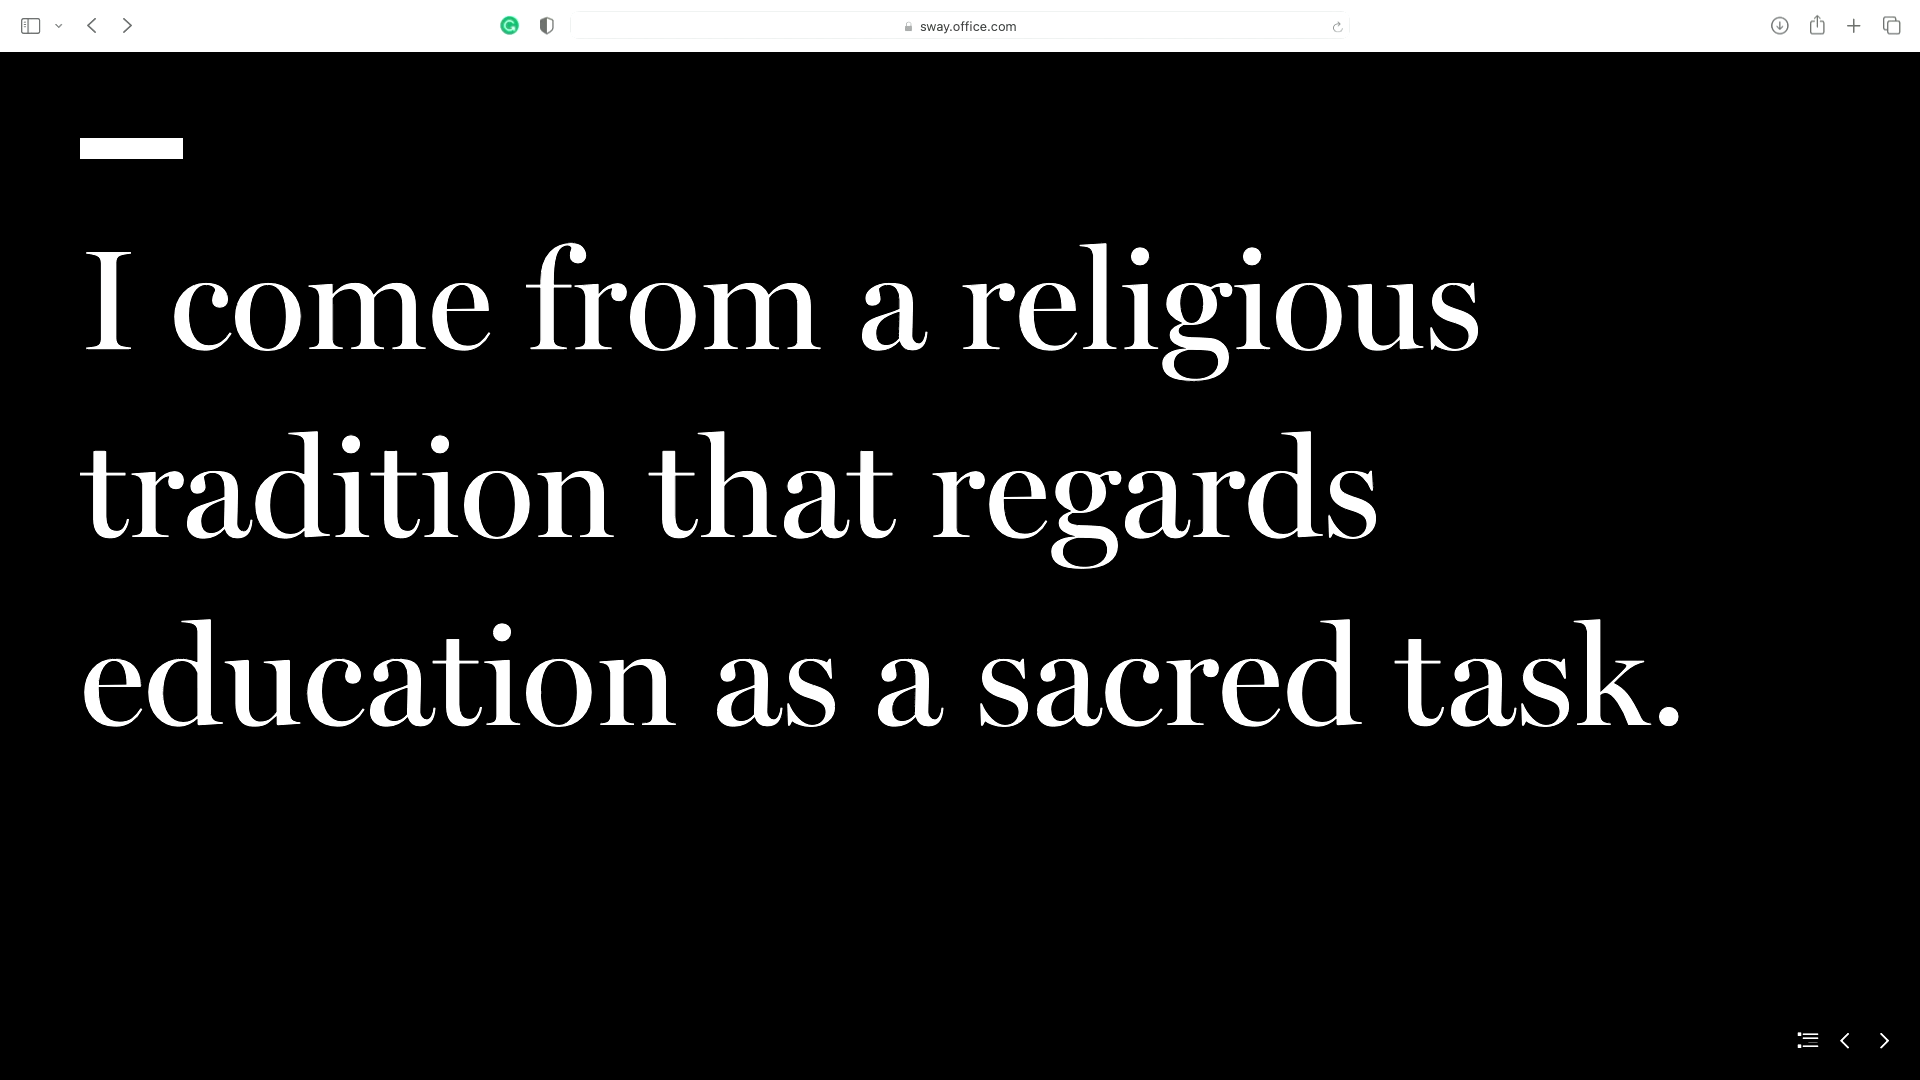 sway.office.com
I come from a religious
tradition that regards
education as a sacred task.